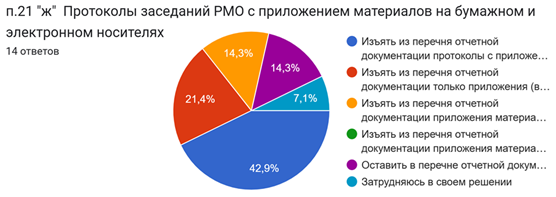 п.21 "ж" Протоколы заседаний РМО с приложением материалов на бумажном и
электронном носителях
14 ответов
14,3%
14,3%
7,1%
21,4%
42,9%
Изъять из перечня отчетной
документации протоколы с приложе...
Изъять из перечня отчетной
документации только приложения (в...
Изъять из перечня отчетной
документации приложения материа...
Изъять из перечня отчетной
документации приложения материа...
Оставить в перечне отчетной докум...
Затрудняюсь в своем решении